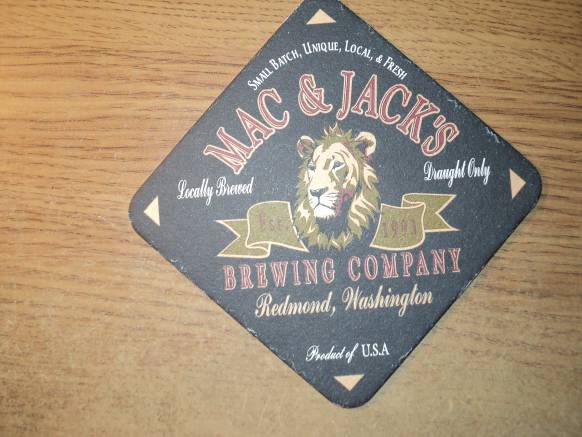 Small Batch, Unique, Local, & Fresh
MAC & JACK'S
Locally Brewed
Draught Only
Est. 1993
BREWING COMPANY
Redmond, Washington
Product of U.S.A